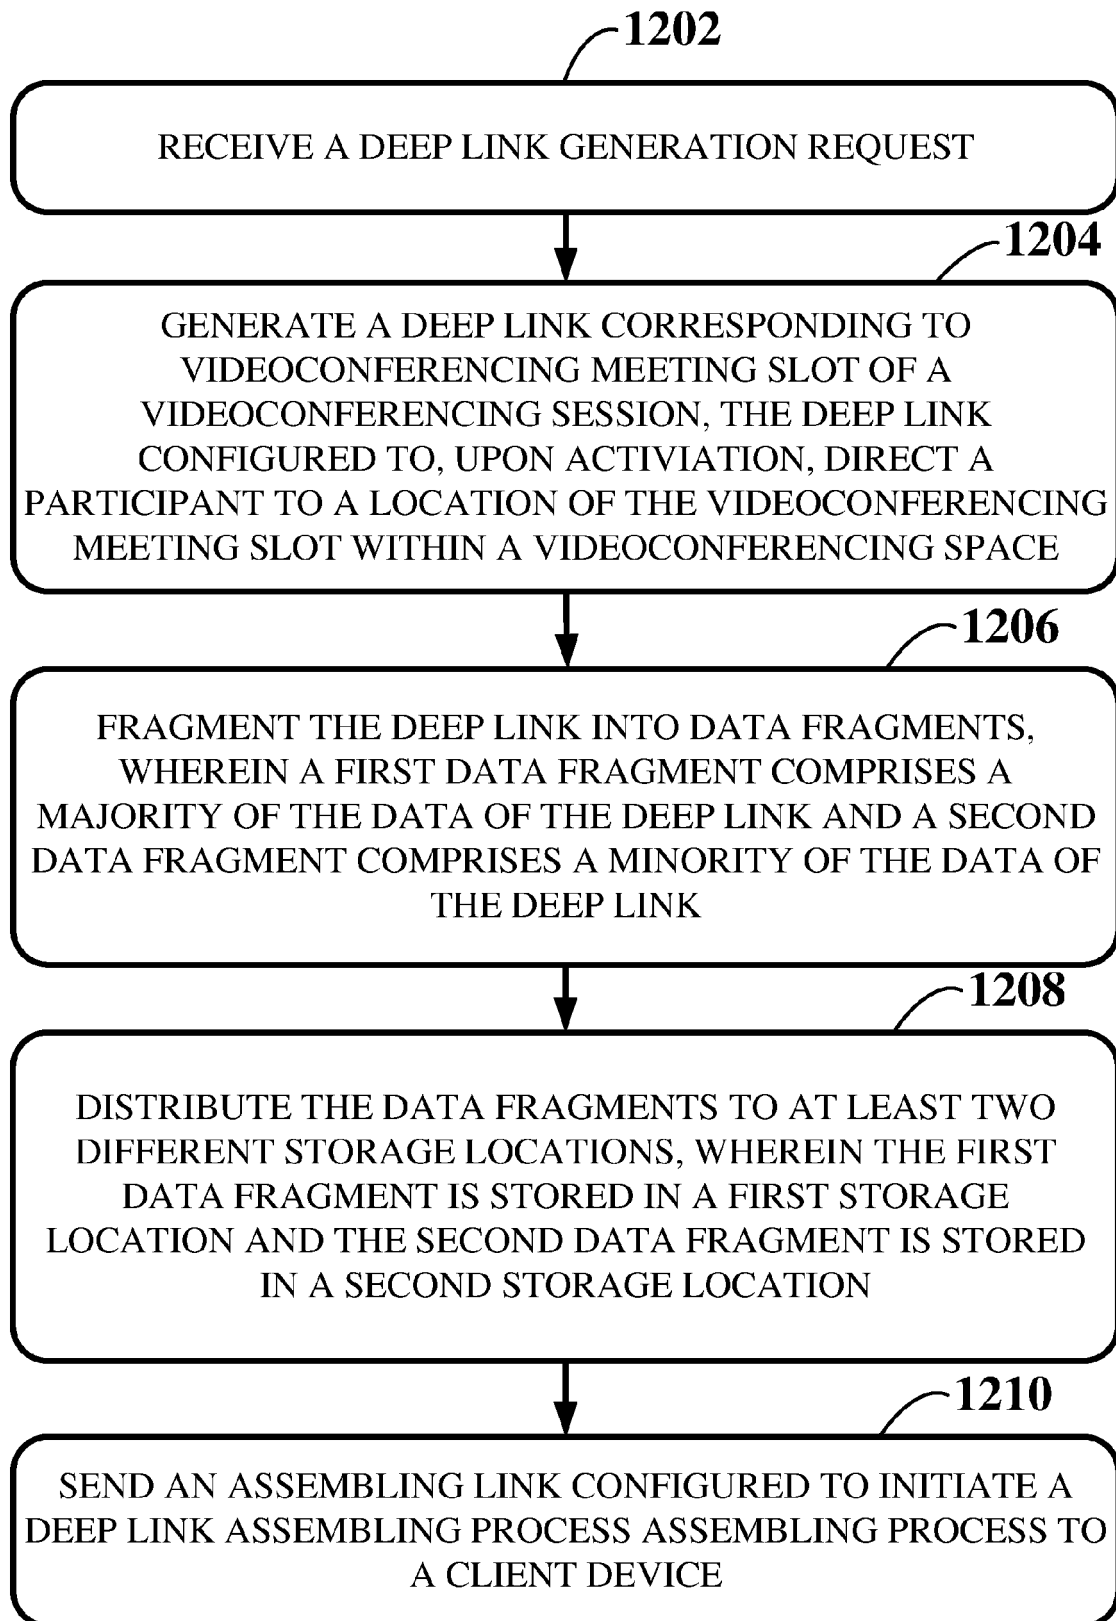 1202
RECEIVE A DEEP LINK GENERATION REQUEST
1204
GENERATE A DEEP LINK CORRESPONDING TO
VIDEOCONFERENCING MEETING SLOT OF A
VIDEOCONFERENCING SESSION, THE DEEP LINK
CONFIGURED TO, UPON ACTIVIATION, DIRECT A
PARTICIPANT TO A LOCATION OF THE VIDEOCONFERENCING
MEETING SLOT WITHIN A VIDEOCONFERENCING SPACE
1206
FRAGMENT THE DEEP LINK INTO DATA FRAGMENTS,
WHEREIN A FIRST DATA FRAGMENT COMPRISES A
MAJORITY OF THE DATA OF THE DEEP LINK AND A SECOND
DATA FRAGMENT COMPRISES A MINORITY OF THE DATA OF
THE DEEP LINK
1208
DISTRIBUTE THE DATA FRAGMENTS TO AT LEAST TWO
DIFFERENT STORAGE LOCATIONS, WHEREIN THE FIRST
DATA FRAGMENT IS STORED IN A FIRST STORAGE
LOCATION AND THE SECOND DATA FRAGMENT IS STORED
IN A SECOND STORAGE LOCATION
1210
SEND AN ASSEMBLING LINK CONFIGURED TO INITIATE A
DEEP LINK ASSEMBLING PROCESS ASSEMBLING PROCESS TO
A CLIENT DEVICE